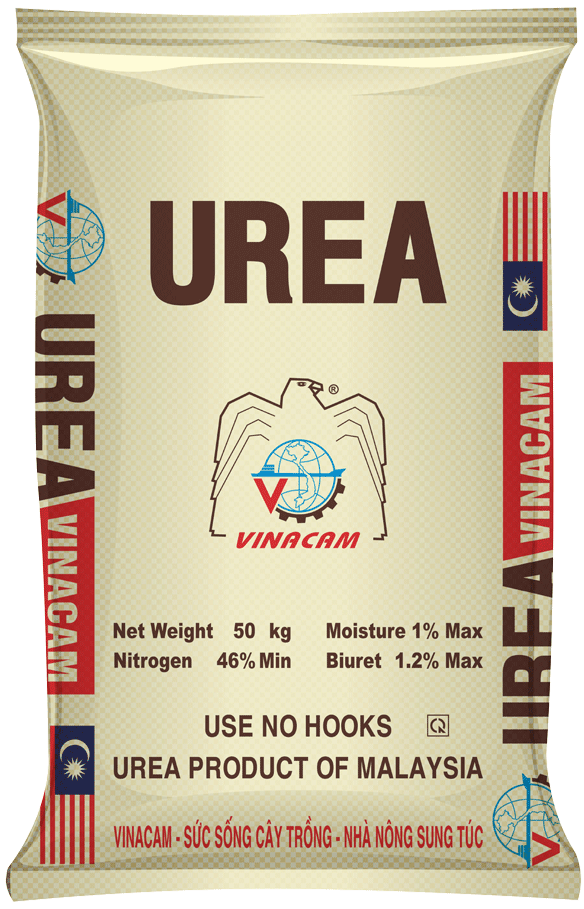 UREA
®
VINACAM
Net Weight 50 kg
Moisture 1% Max
Nitrogen 46% Min
Biuret 1.2% Max
USE NO HOOKS
UREA PRODUCT OF MALAYSIA
VINACAM - SỨC SỐNG CÂY TRỒNG - NHÀ NÔNG SUNG TÚC
UREA VINACAM
UREA VINACAM